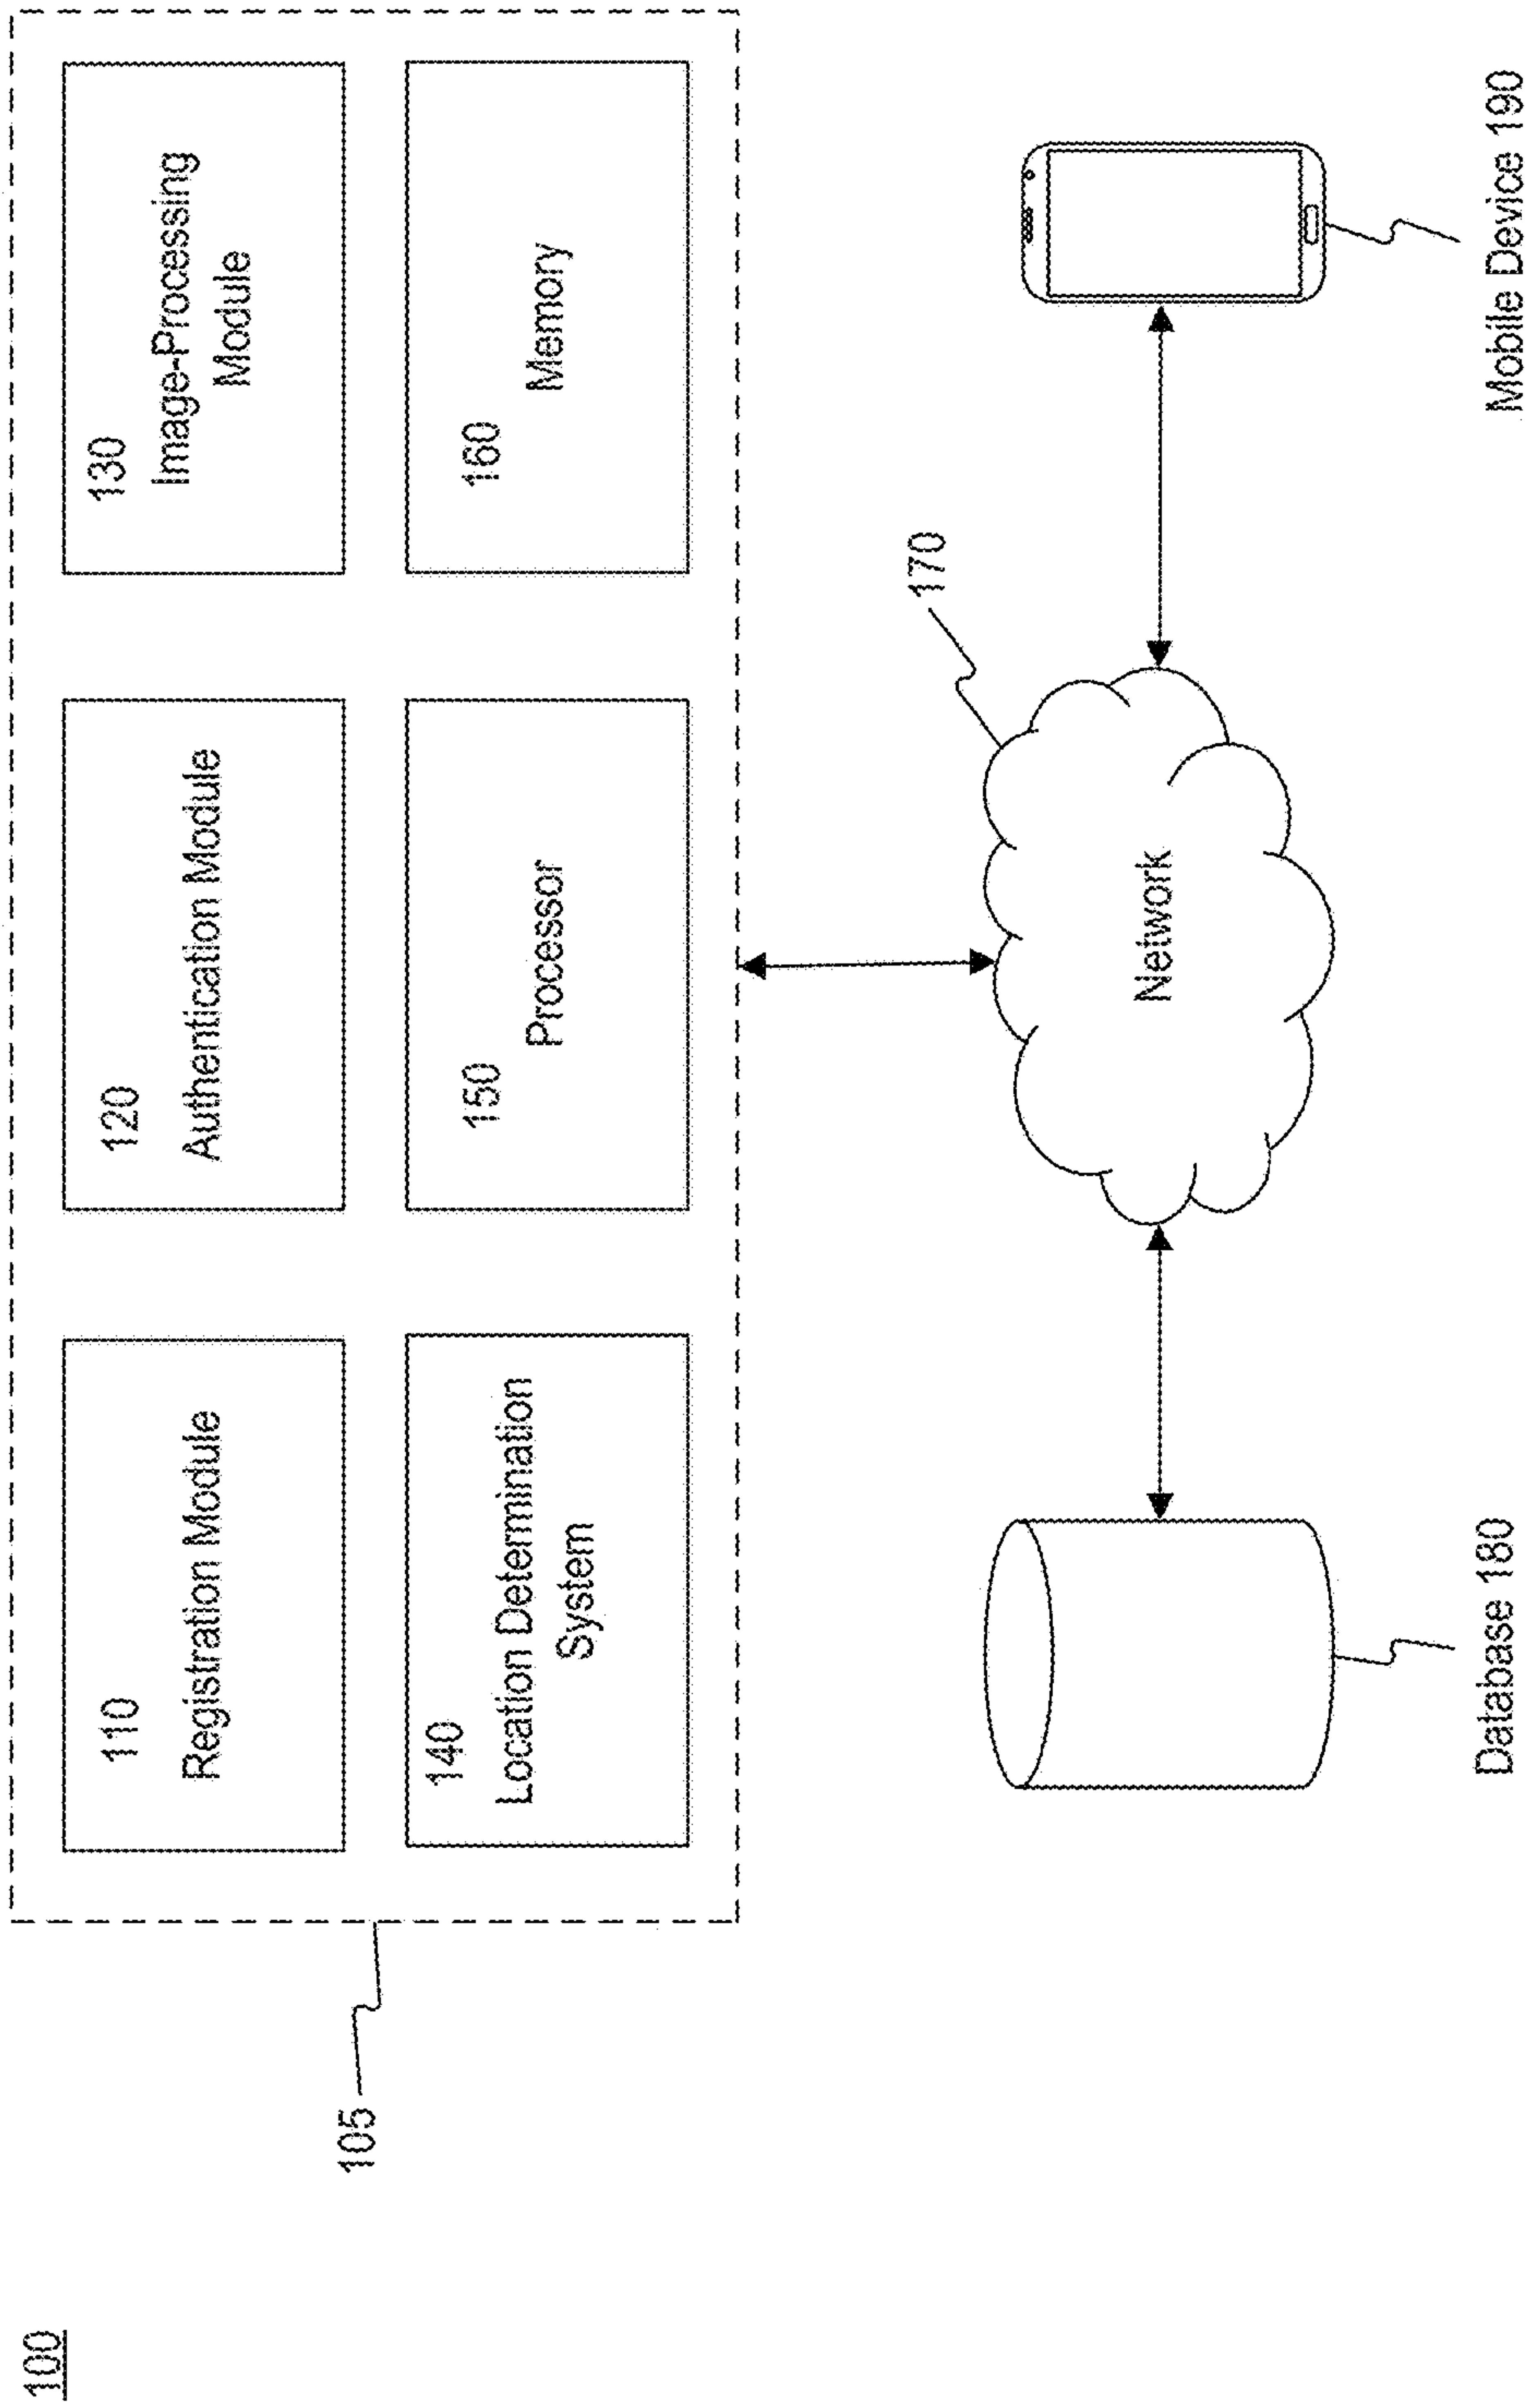 100
105
110
Registration Module
120
Authentication Module
130
Image-Processing
Module
140
Location Determination
System
150
Processor
160
Memory
170
Network
Database 180
Mobile Device 190